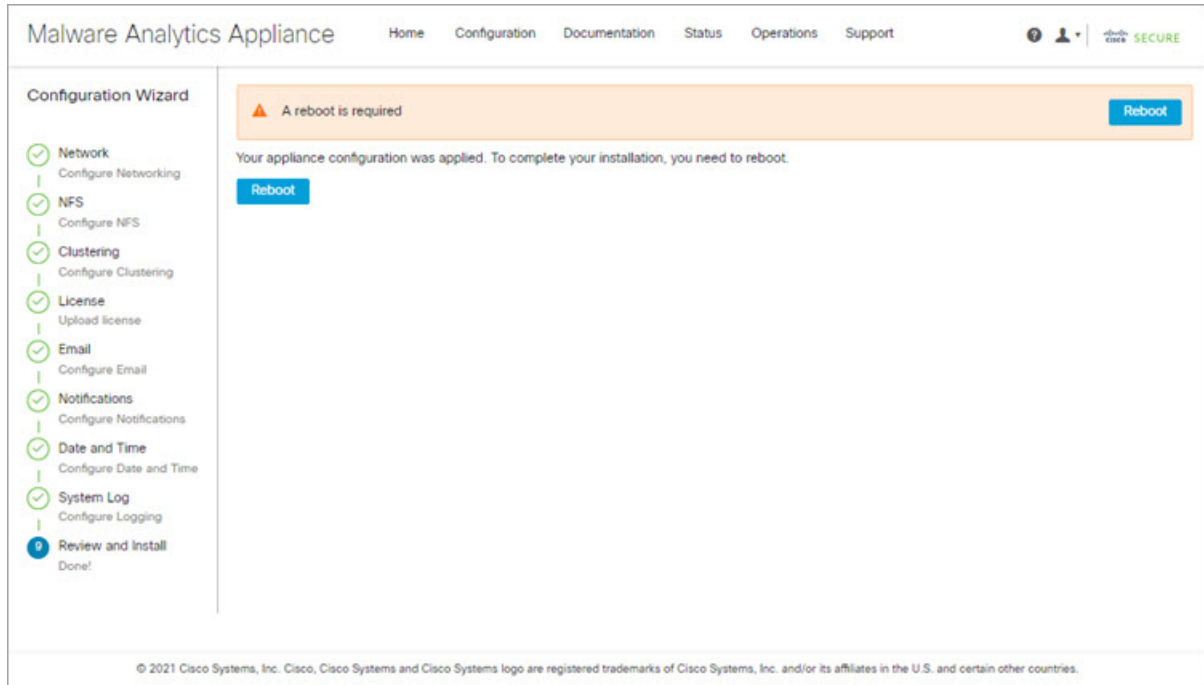 Malware Analytics Appliance
Home Configuration Documentation Status Operations Support
CISCO SECURE
Configuration Wizard
A reboot is required
Reboot
Network
Configure Networking
Your appliance configuration was applied. To complete your installation, you need to reboot.
Reboot
NFS
Configure NFS
Clustering
Configure Clustering
License
Upload license
Email
Configure Email
Notifications
Configure Notifications
Date and Time
Configure Date and Time
System Log
Configure Logging
9 Review and Install
Done!
© 2021 Cisco Systems, Inc. Cisco, Cisco Systems and Cisco Systems logo are registered trademarks of Cisco Systems, Inc. and/or its affiliates in the U.S. and certain other countries.